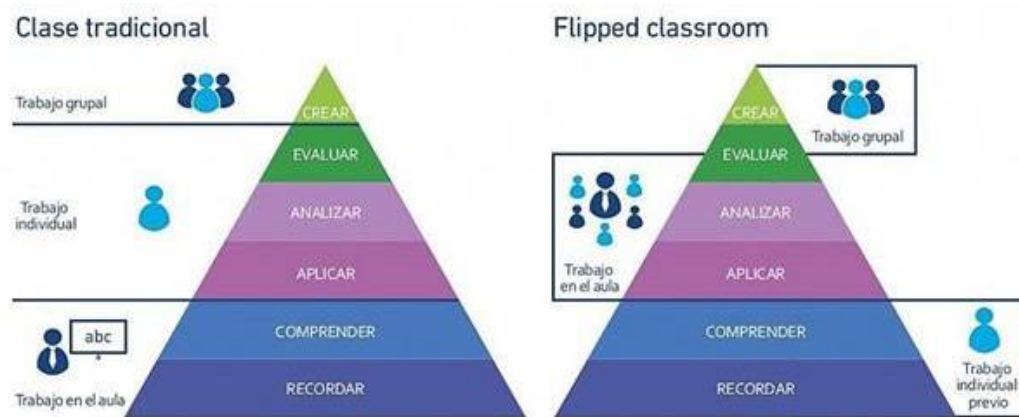 Clase tradicional
Trabajo grupal
Trabajo
individual
abc
Trabajo en el aula
CREAR
EVALUAR
ANALIZAR
APLICAR
COMPRENDER
RECORDAR
Flipped classroom
Trabajo grupal
Trabajo
en el aula
CREAR
EVALUAR
ANALIZAR
APLICAR
COMPRENDER
RECORDAR
Trabajo
individual
previo